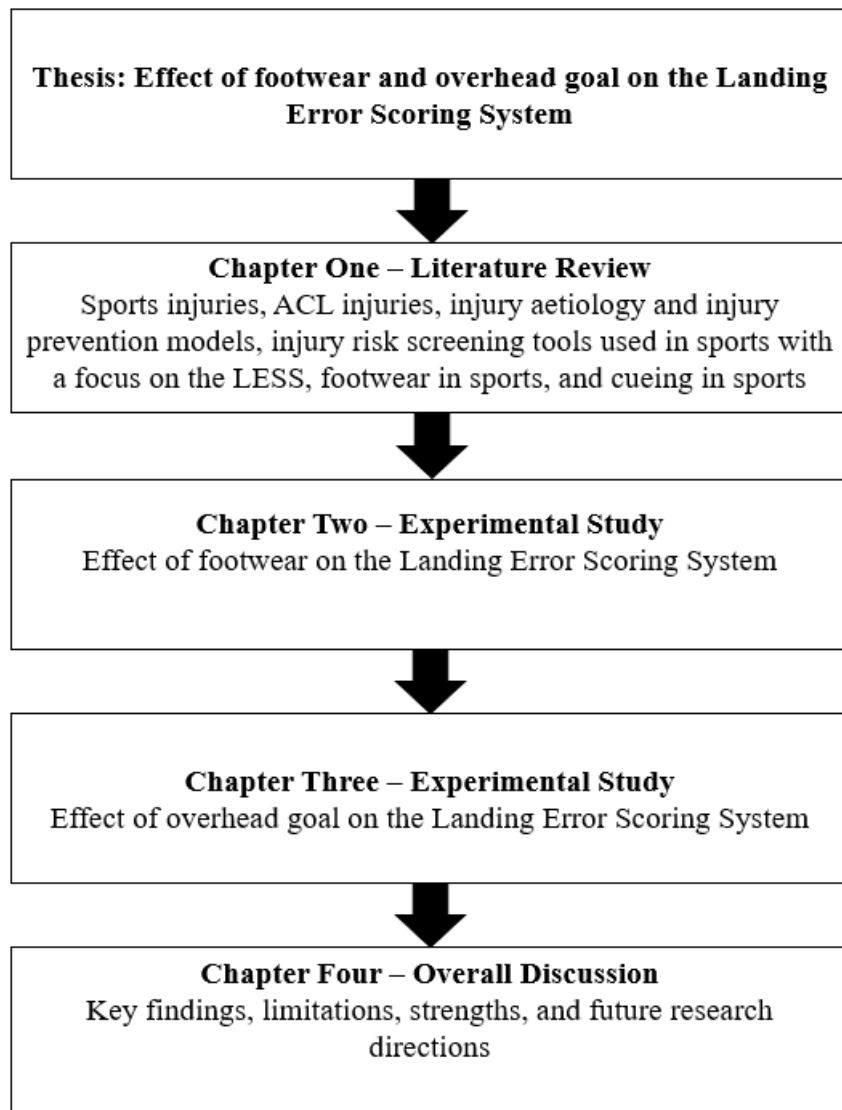 Thesis: Effect of footwear and overhead goal on the Landing
Error Scoring System
Chapter One – Literature Review
Sports injuries, ACL injuries, injury aetiology and injury
prevention models, injury risk screening tools used in sports with
a focus on the LESS, footwear in sports, and cueing in sports
Chapter Two – Experimental Study
Effect of footwear on the Landing Error Scoring System
Chapter Three – Experimental Study
Effect of overhead goal on the Landing Error Scoring System
Chapter Four – Overall Discussion
Key findings, limitations, strengths, and future research
directions